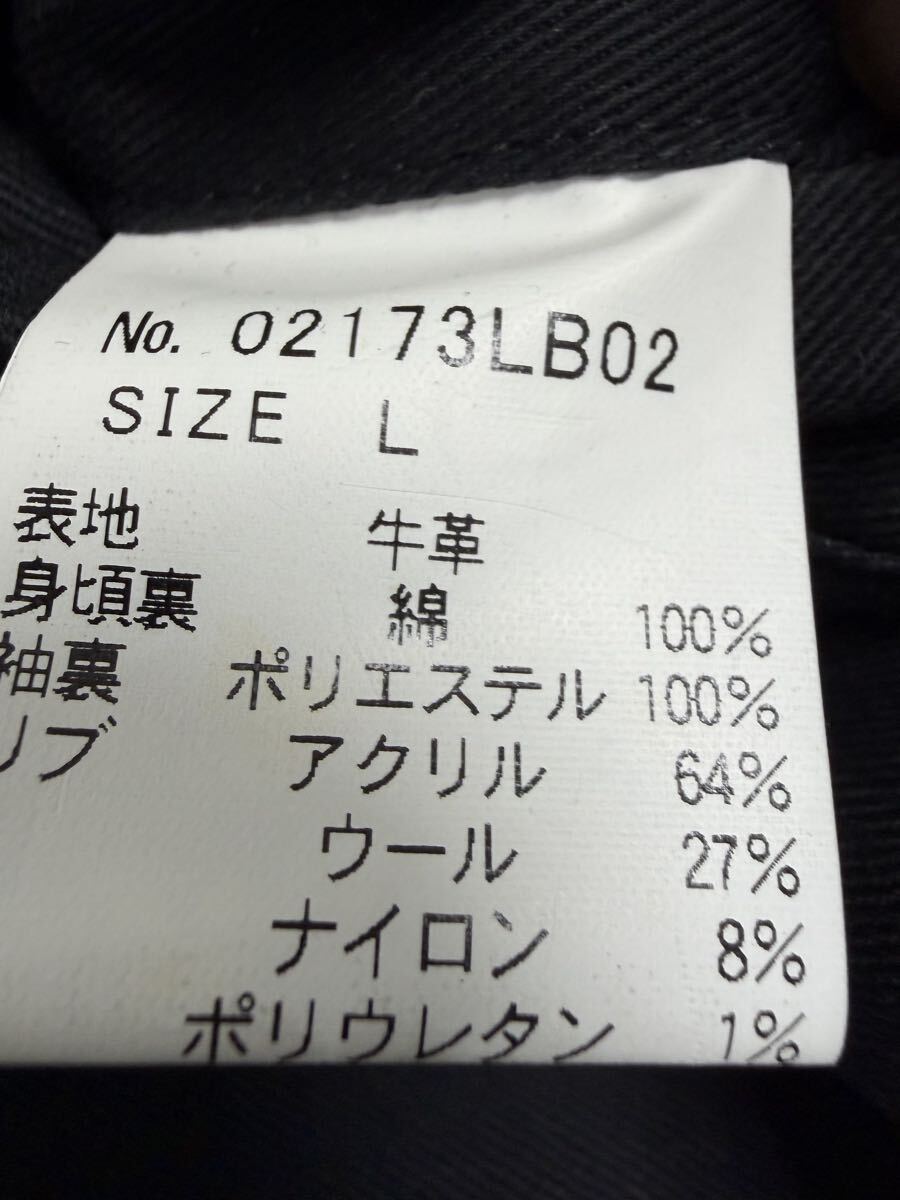 No. 02173LB02
SIZE L
表地 牛革
身頃裏 綿 100%
袖裏 ポリエステル 100%
リブ アクリル 64%
ウール 27%
ナイロン 8%
ポリウレタン 1%